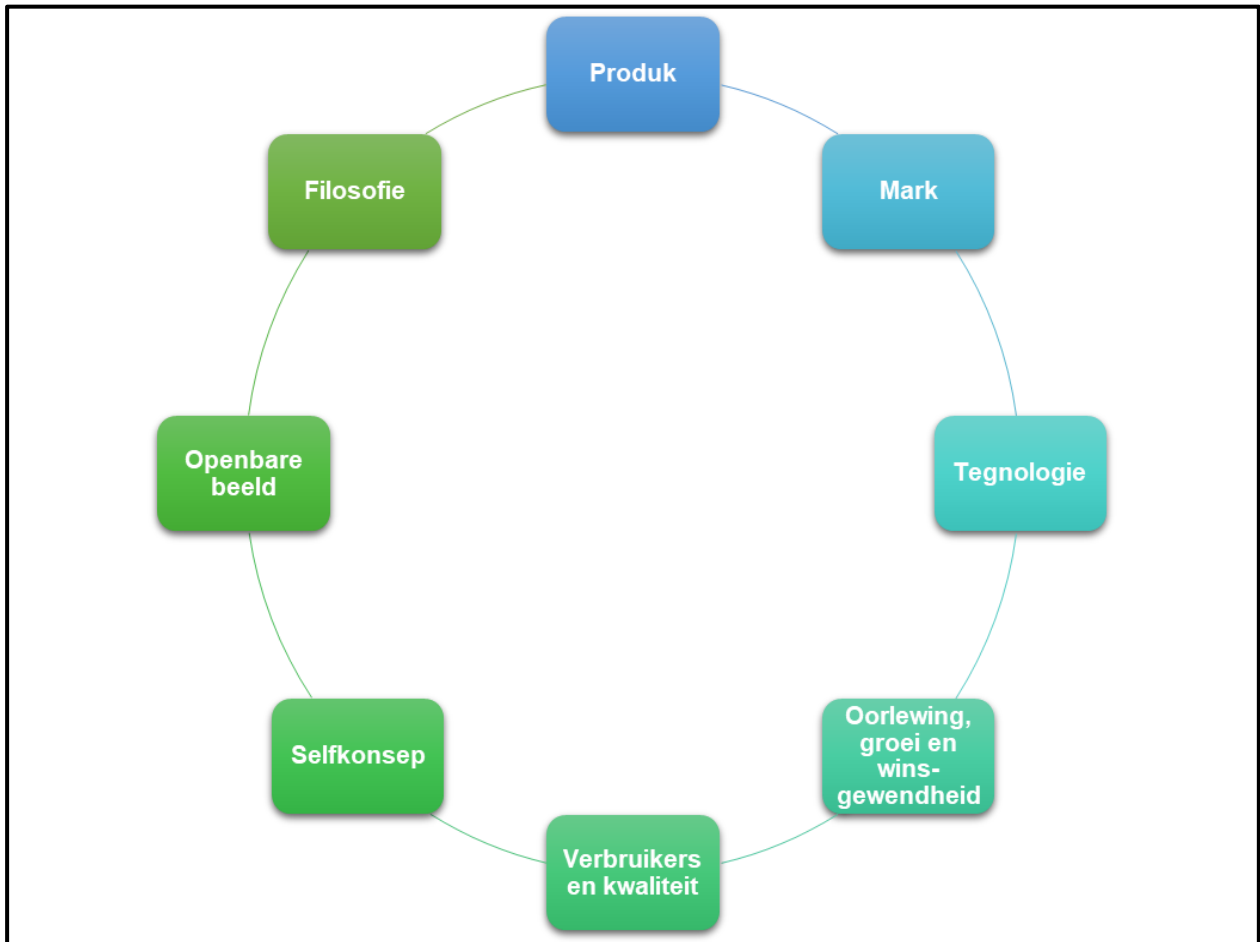 Produk
Mark
Tegnologie
Oorlewing,
groei en
wins-
gewendheid
Verbruikers
en kwaliteit
Selfkonsep
Openbare
beeld
Filosofie